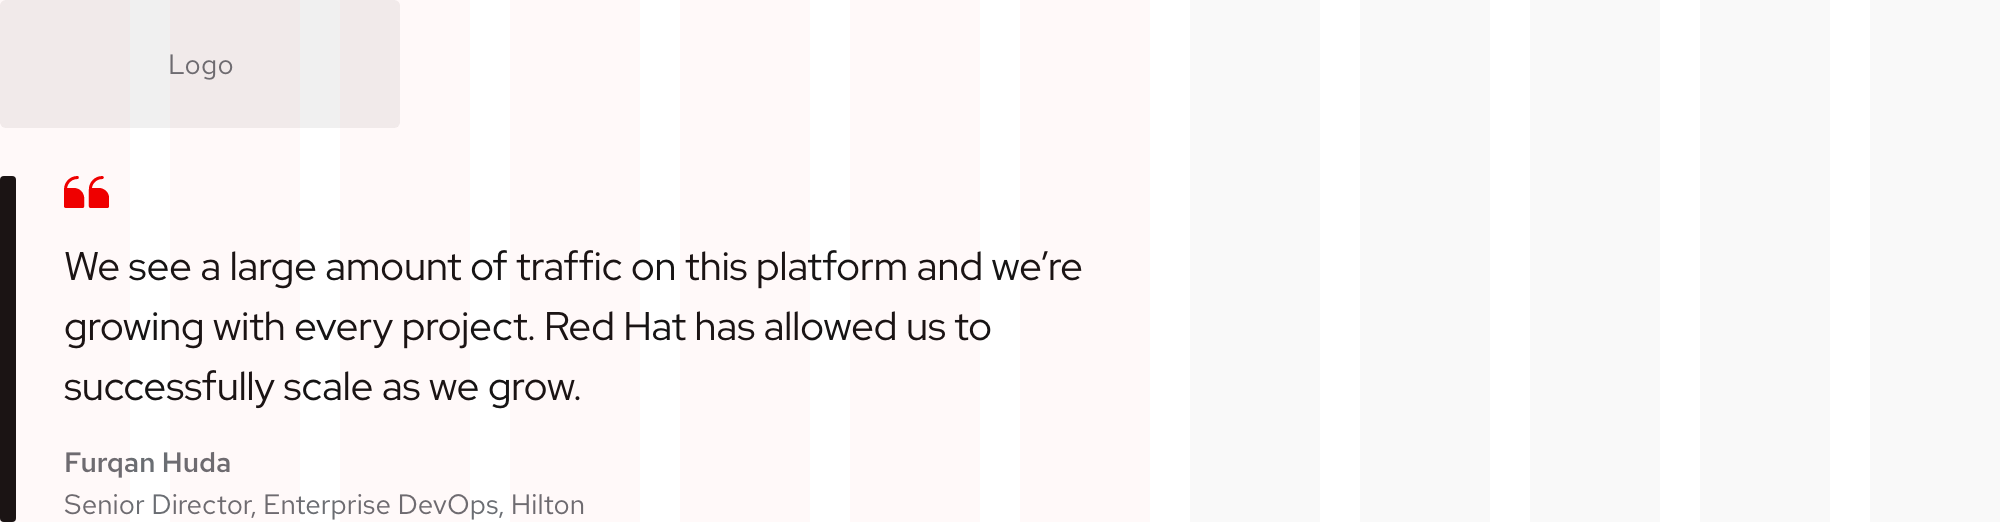 Logo
We see a large amount of traffic on this platform and we’re
growing with every project. Red Hat has allowed us to
successfully scale as we grow.
Furqan Huda
Senior Director, Enterprise DevOps, Hilton